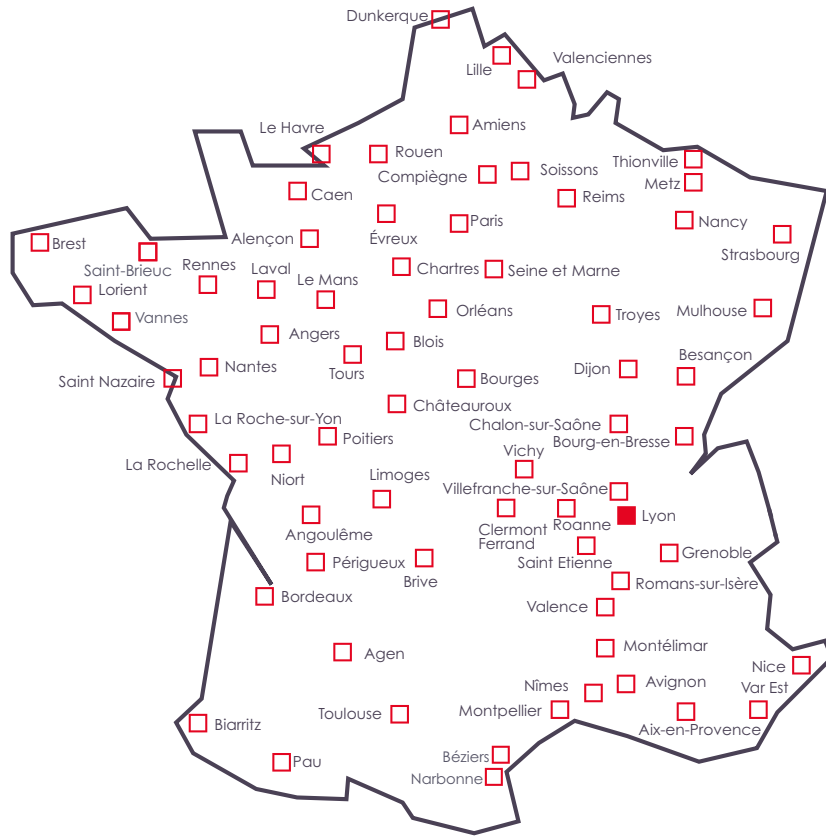 Dunkerque
Lille
Valenciennes
Le Havre
Rouen
Amiens
Compiègne
Soissons
Thionville
Metz
Caen
Reims
Alençon
Évreux
Paris
Nancy
Strasbourg
Brest
Saint-Brieuc
Rennes
Laval
Le Mans
Chartres
Seine et Marne
Lorient
Vannes
Orléans
Troyes
Mulhouse
Angers
Blois
Tours
Nantes
Saint Nazaire
Bourges
Dijon
Besançon
Châteauroux
La Roche-sur-Yon
Poitiers
Chalon-sur-Saône
Bourg-en-Bresse
La Rochelle
Niort
Vichy
Limoges
Villefranche-sur-Saône
Angoulême
Clermont
Ferrand
Roanne
Lyon
Périgueux
Brive
Saint Etienne
Grenoble
Bordeaux
Romans-sur-Isère
Valence
Agen
Montélimar
Nice
Nîmes
Avignon
Var Est
Biarritz
Toulouse
Montpellier
Aix-en-Provence
Pau
Béziers
Narbonne